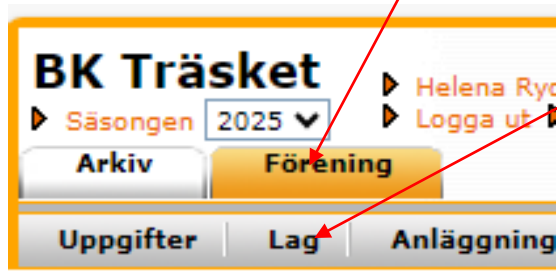 BK Träsket
Säsongen 2025
Helena Ryd
Logga ut
Arkiv Förening
Uppgifter Lag Anläggning